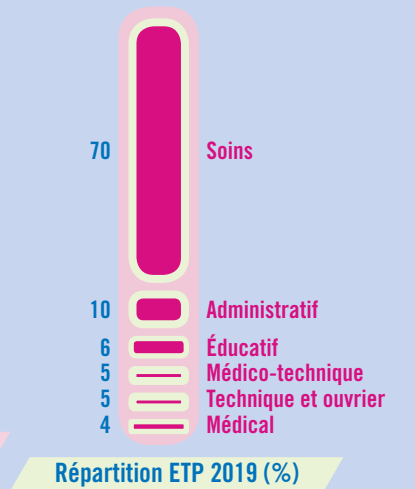 70 Soins
10 Administratif
6 Éducatif
5 Médico-technique
5 Technique et ouvrier
4 Médical
Répartition ETP 2019 (%)